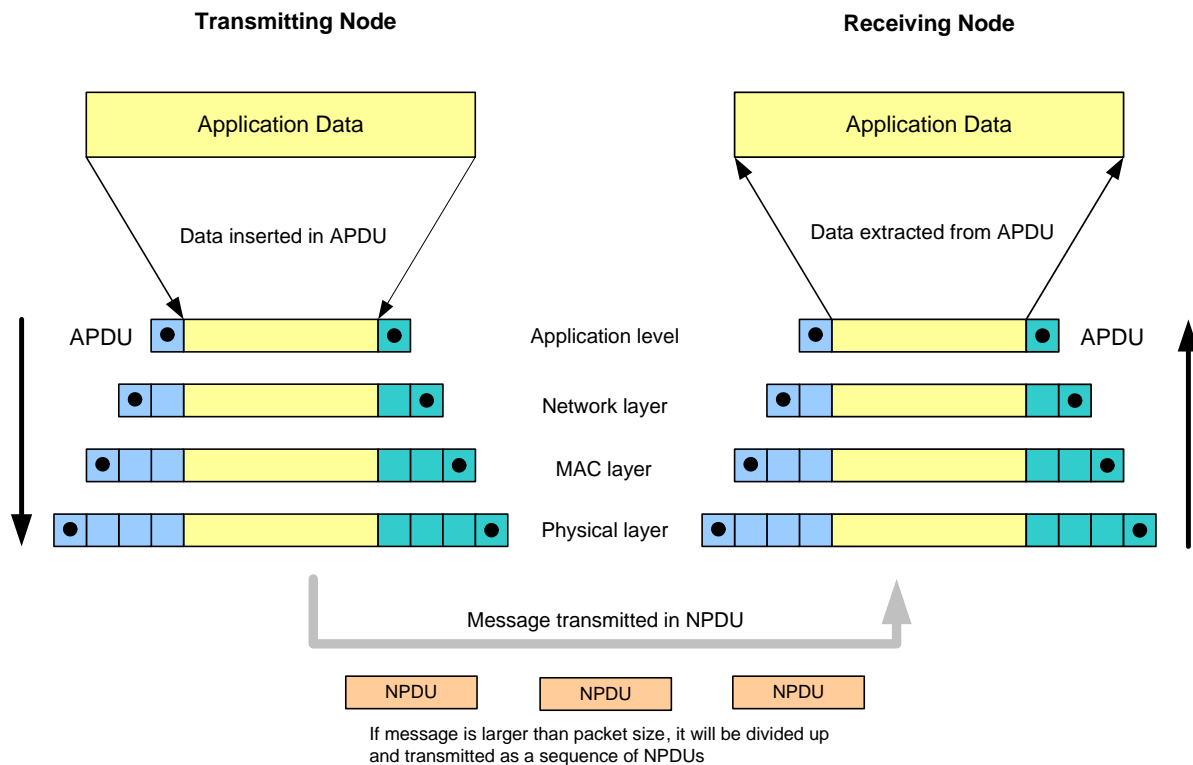 Transmitting Node
Receiving Node
Application Data
Application Data
Data inserted in APDU
Data extracted from APDU
APDU
Application level
APDU
Network layer
MAC layer
Physical layer
Message transmitted in NPDU
NPDU
NPDU
NPDU
If message is larger than packet size, it will be divided up
and transmitted as a sequence of NPDUs